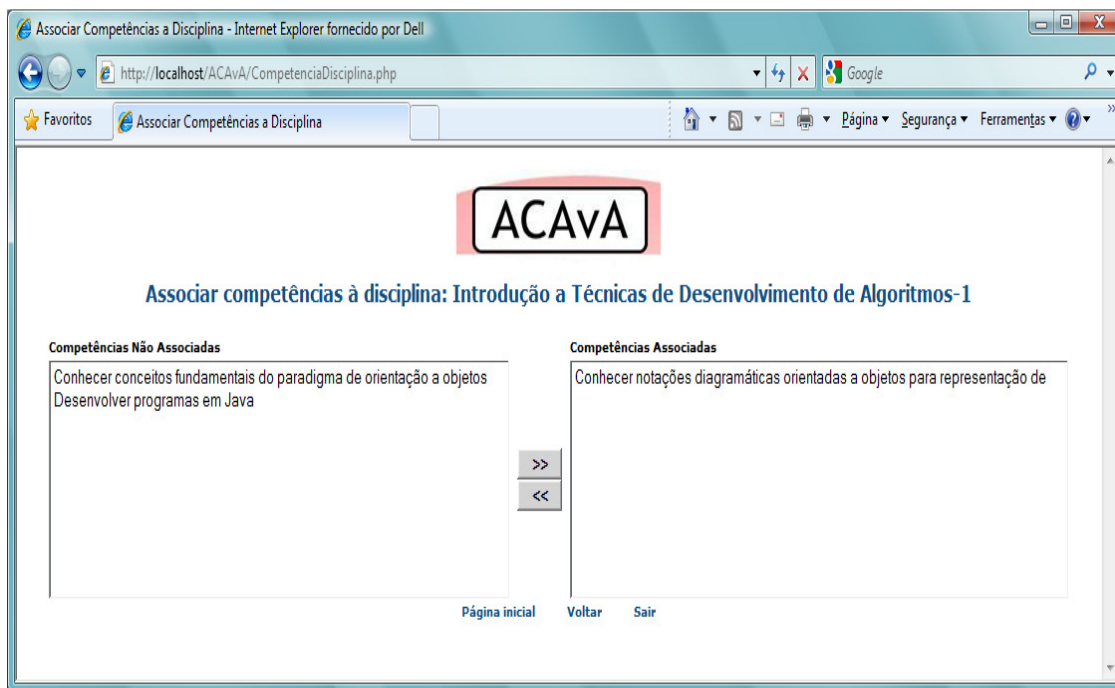 Associar Competências a Disciplina - Internet Explorer fornecido por Dell
http://localhost/ACAvA/CompetenciaDisciplina.php
Google
Favoritos
Associar Competências a Disciplina
Página
Segurança
Ferramentas
ACAvA
Associar competências à disciplina: Introdução a Técnicas de Desenvolvimento de Algoritmos-1
Competências Não Associadas
Conhecer conceitos fundamentais do paradigma de orientação a objetos
Desenvolver programas em Java
>>
<<
Competências Associadas
Conhecer notações diagramáticas orientadas a objetos para representação de
Página inicial
Voltar
Sair